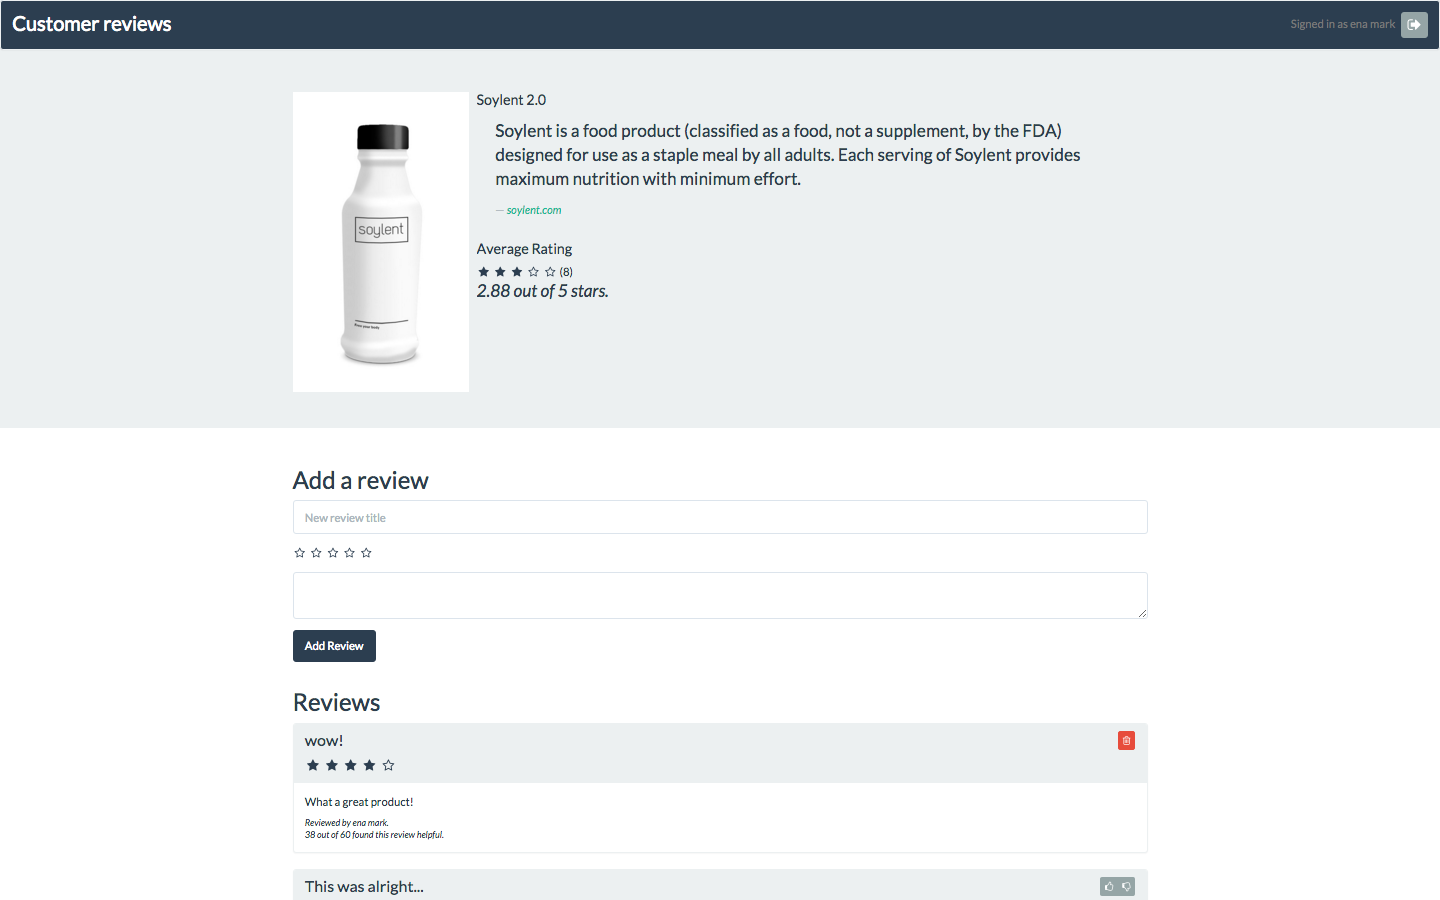 Customer reviews
Signed in as ena mark
Soylent 2.0
Soylent is a food product (classified as a food, not a supplement, by the FDA)
designed for use as a staple meal by all adults. Each serving of Soylent provides
maximum nutrition with minimum effort.
— soylent.com
soylent
Average Rating
(8)
2.88 out of 5 stars.
Add a review
New review title
Add Review
Reviews
wow!
What a great product!
Reviewed by ena mark.
38 out of 60 found this review helpful.
This was alright...